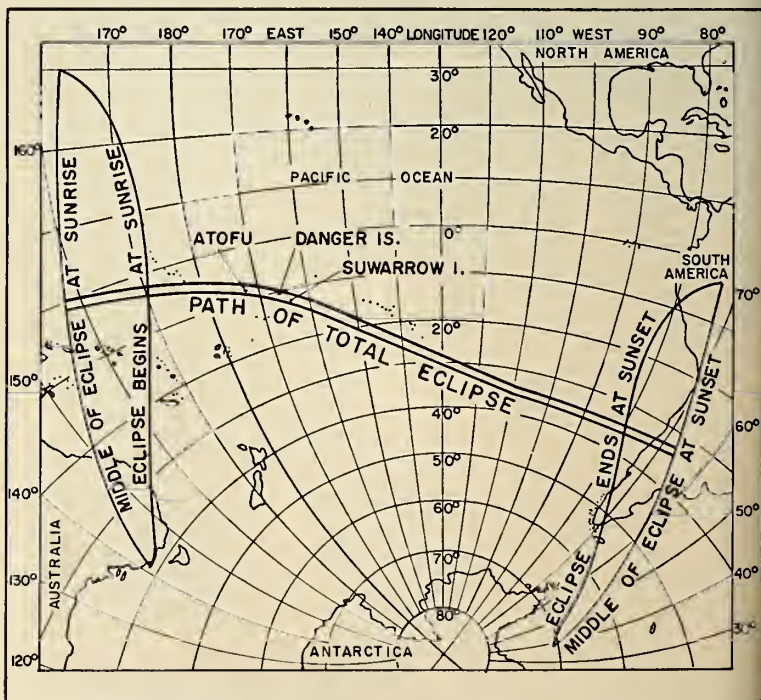 170° 180° 170° EAST 150° 140° LONGITUDE 120° 110° WEST 90° 80°
NORTH AMERICA
30°
20°
160°
PACIFIC OCEAN
0°
ATOFU DANGER IS.
SUWARROW I.
SOUTH
AMERICA
70°
MIDDLE OF ECLIPSE AT SUNRISE
ECLIPSE BEGINS AT SUNRISE
PATH OF TOTAL ECLIPSE
20°
150°
40°
50°
60°
70°
80°
ECLIPSE ENDS AT SUNSET
MIDDLE OF ECLIPSE AT SUNSET
60°
50°
40°
30°
140°
130°
120°
AUSTRALIA
ANTARCTICA